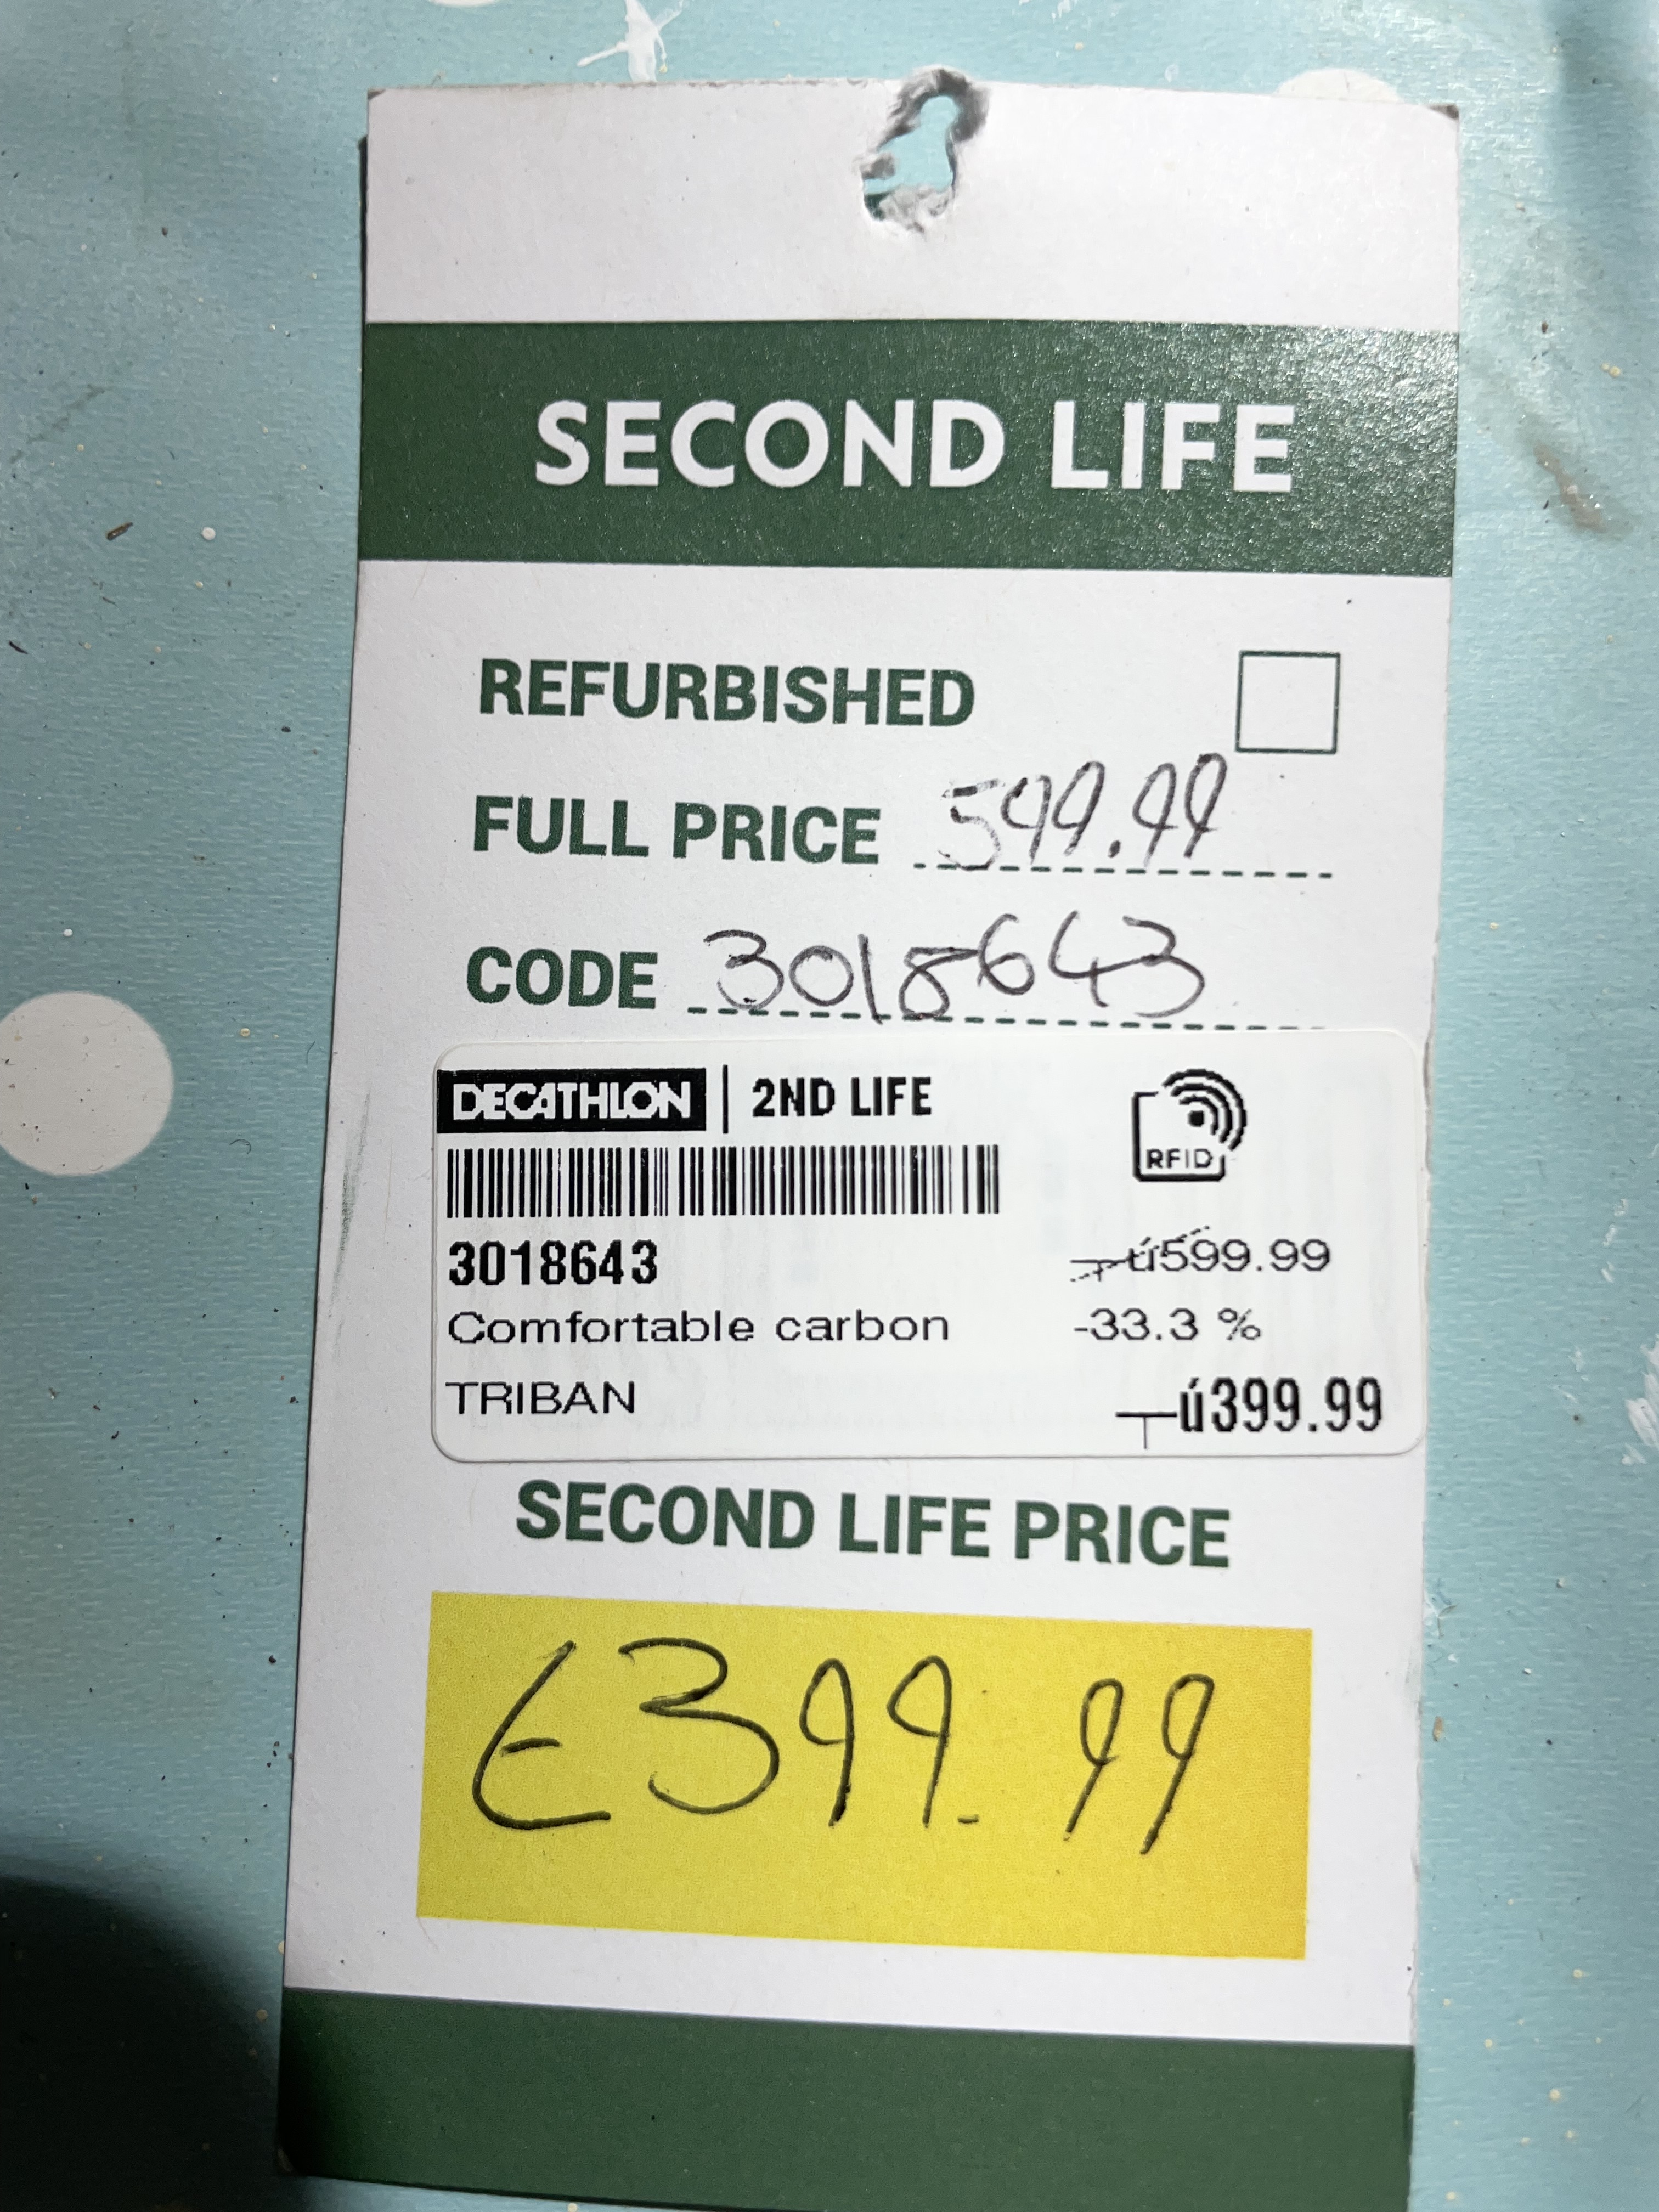 SECOND LIFE
REFURBISHED
FULL PRICE 599.99
CODE 3018643
DECATHLON | 2ND LIFE
RFID
3018643
ú599.99
Comfortable carbon
-33.3 %
TRIBAN
ú399.99
SECOND LIFE PRICE
€399.99